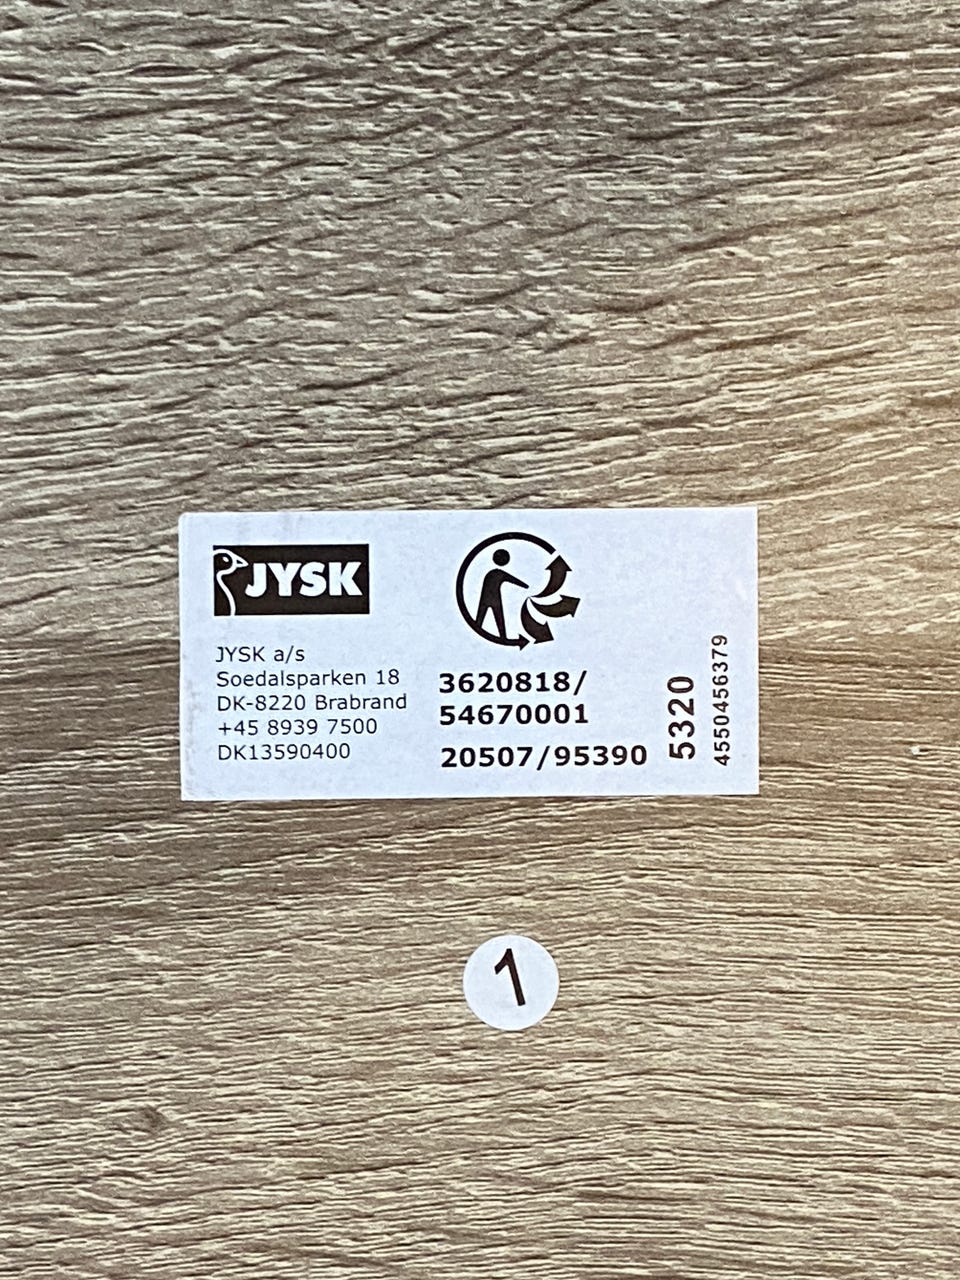 JYSK
JYSK a/s
Soedalsparken 18
DK-8220 Brabrand
+45 8939 7500
DK13590400
3620818/
54670001
20507/95390
5320
4550456379
1